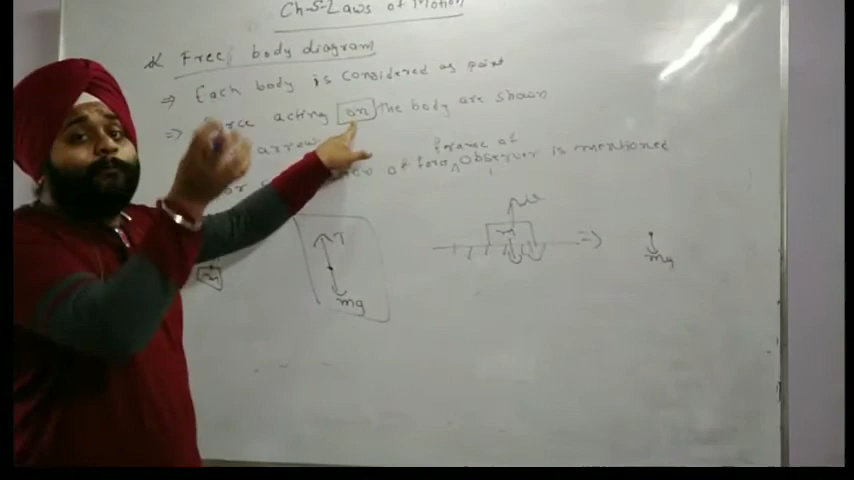 Ch-5-Laws of Motion
Free body diagram
⇒ Each body is considered as point
⇒ acting on the body are shown
arrow
frame of
of Observer is mentioned
T
mg
m
⇒
mg